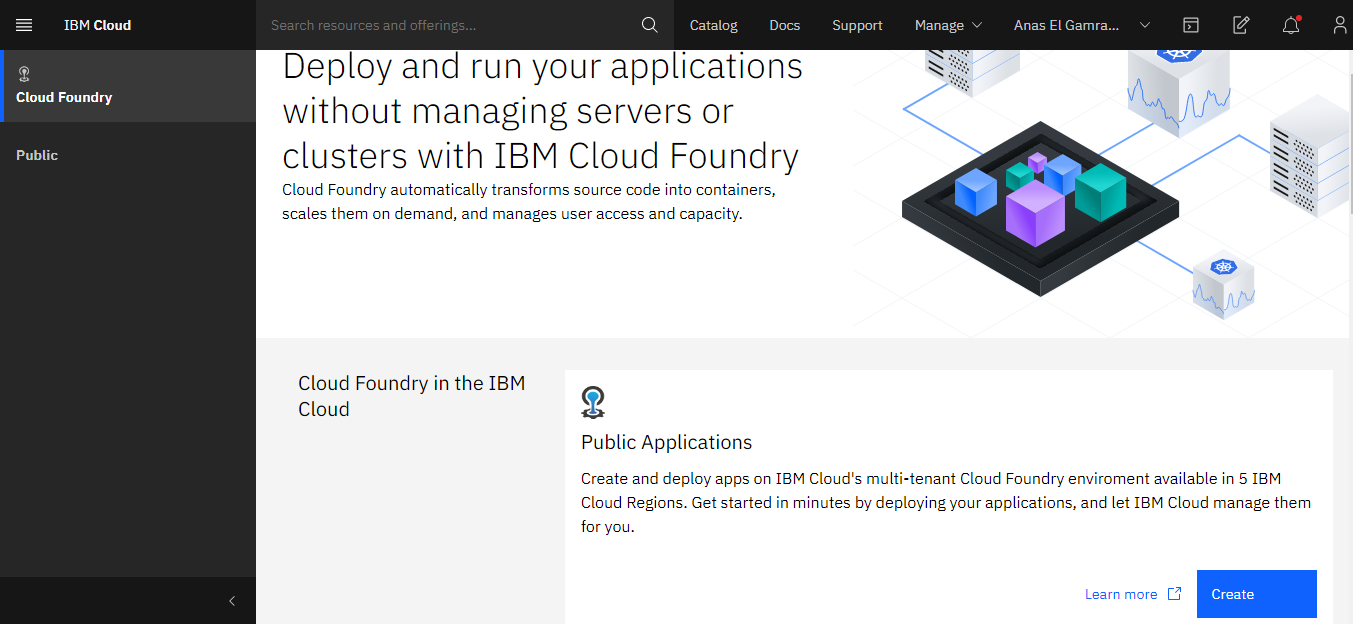 IBM Cloud
Search resources and offerings...
Catalog
Docs
Support
Manage
Anas El Gamra...
Cloud Foundry
Public
Deploy and run your applications
without managing servers or
clusters with IBM Cloud Foundry
Cloud Foundry automatically transforms source code into containers,
scales them on demand, and manages user access and capacity.
Cloud Foundry in the IBM
Cloud
Public Applications
Create and deploy apps on IBM Cloud's multi-tenant Cloud Foundry enviroment available in 5 IBM
Cloud Regions. Get started in minutes by deploying your applications, and let IBM Cloud manage them
for you.
Learn more
Create